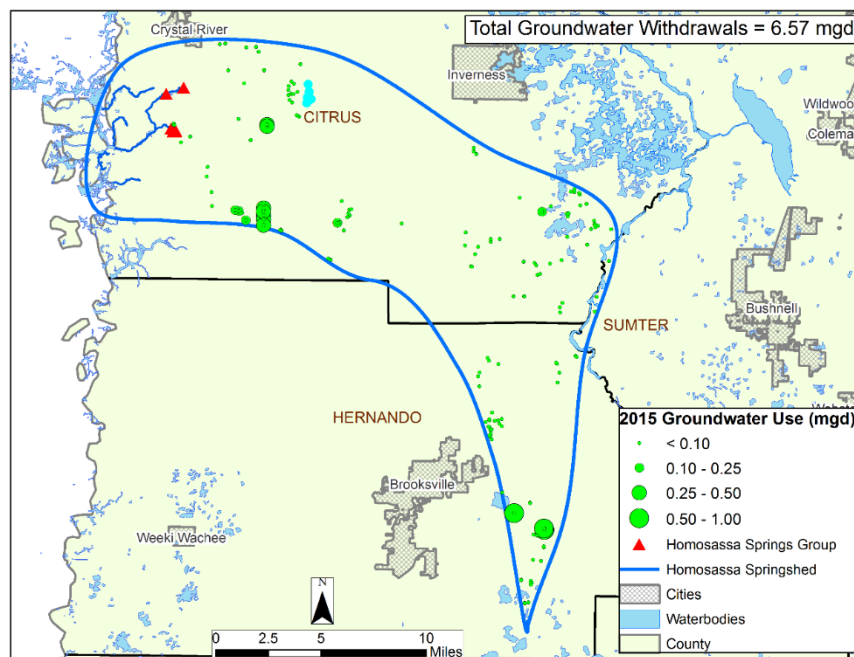 Total Groundwater Withdrawals = 6.57 mgd
Crystal River
Inverness
Wildwoo
Colema
CITRUS
SUMTER
Bushnell
HERNANDO
Brooksville
Weeki Wachee
2015 Groundwater Use (mgd)
< 0.10
0.10 - 0.25
0.25 - 0.50
0.50 - 1.00
Homosassa Springs Group
Homosassa Springshed
Cities
Waterbodies
County
N
0 2.5 5 10
Miles